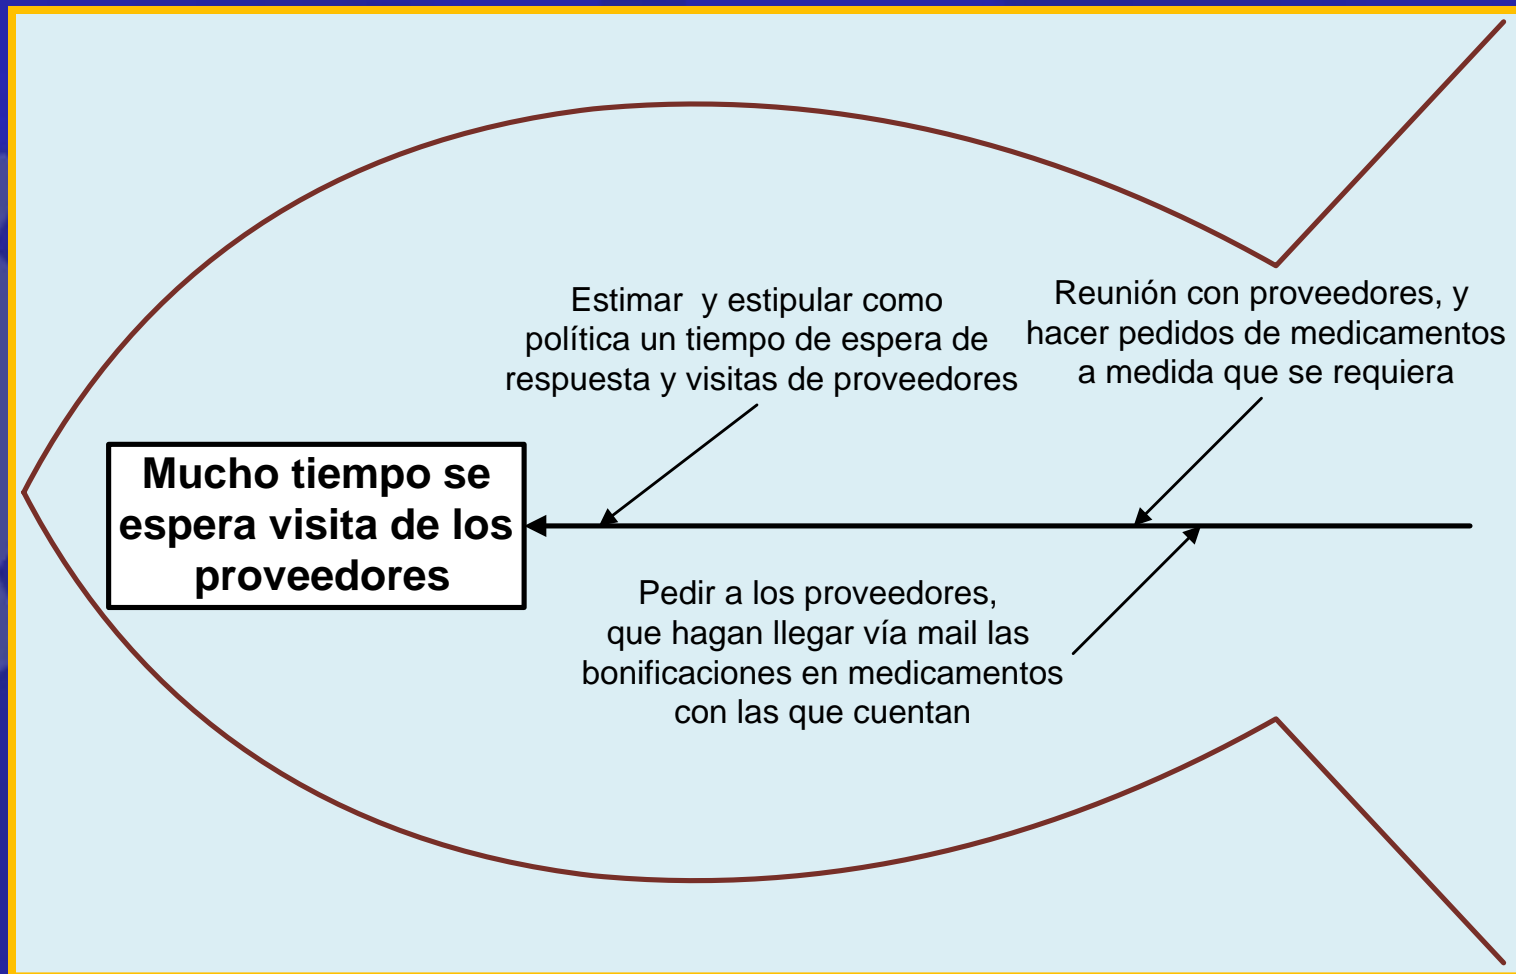 Estimar y estipular como
política un tiempo de espera de
respuesta y visitas de proveedores
Reunión con proveedores, y
hacer pedidos de medicamentos
a medida que se requiera
Mucho tiempo se
espera visita de los
proveedores
Pedir a los proveedores,
que hagan llegar vía mail las
bonificaciones en medicamentos
con las que cuentan